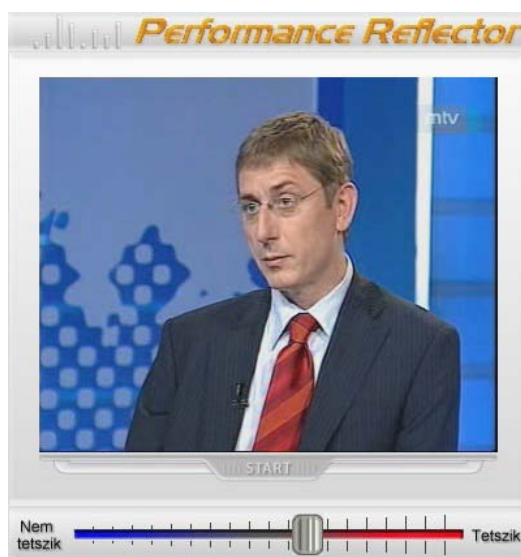 Performance Reflector
mtv
START
Nem
tetszik
Tetszik